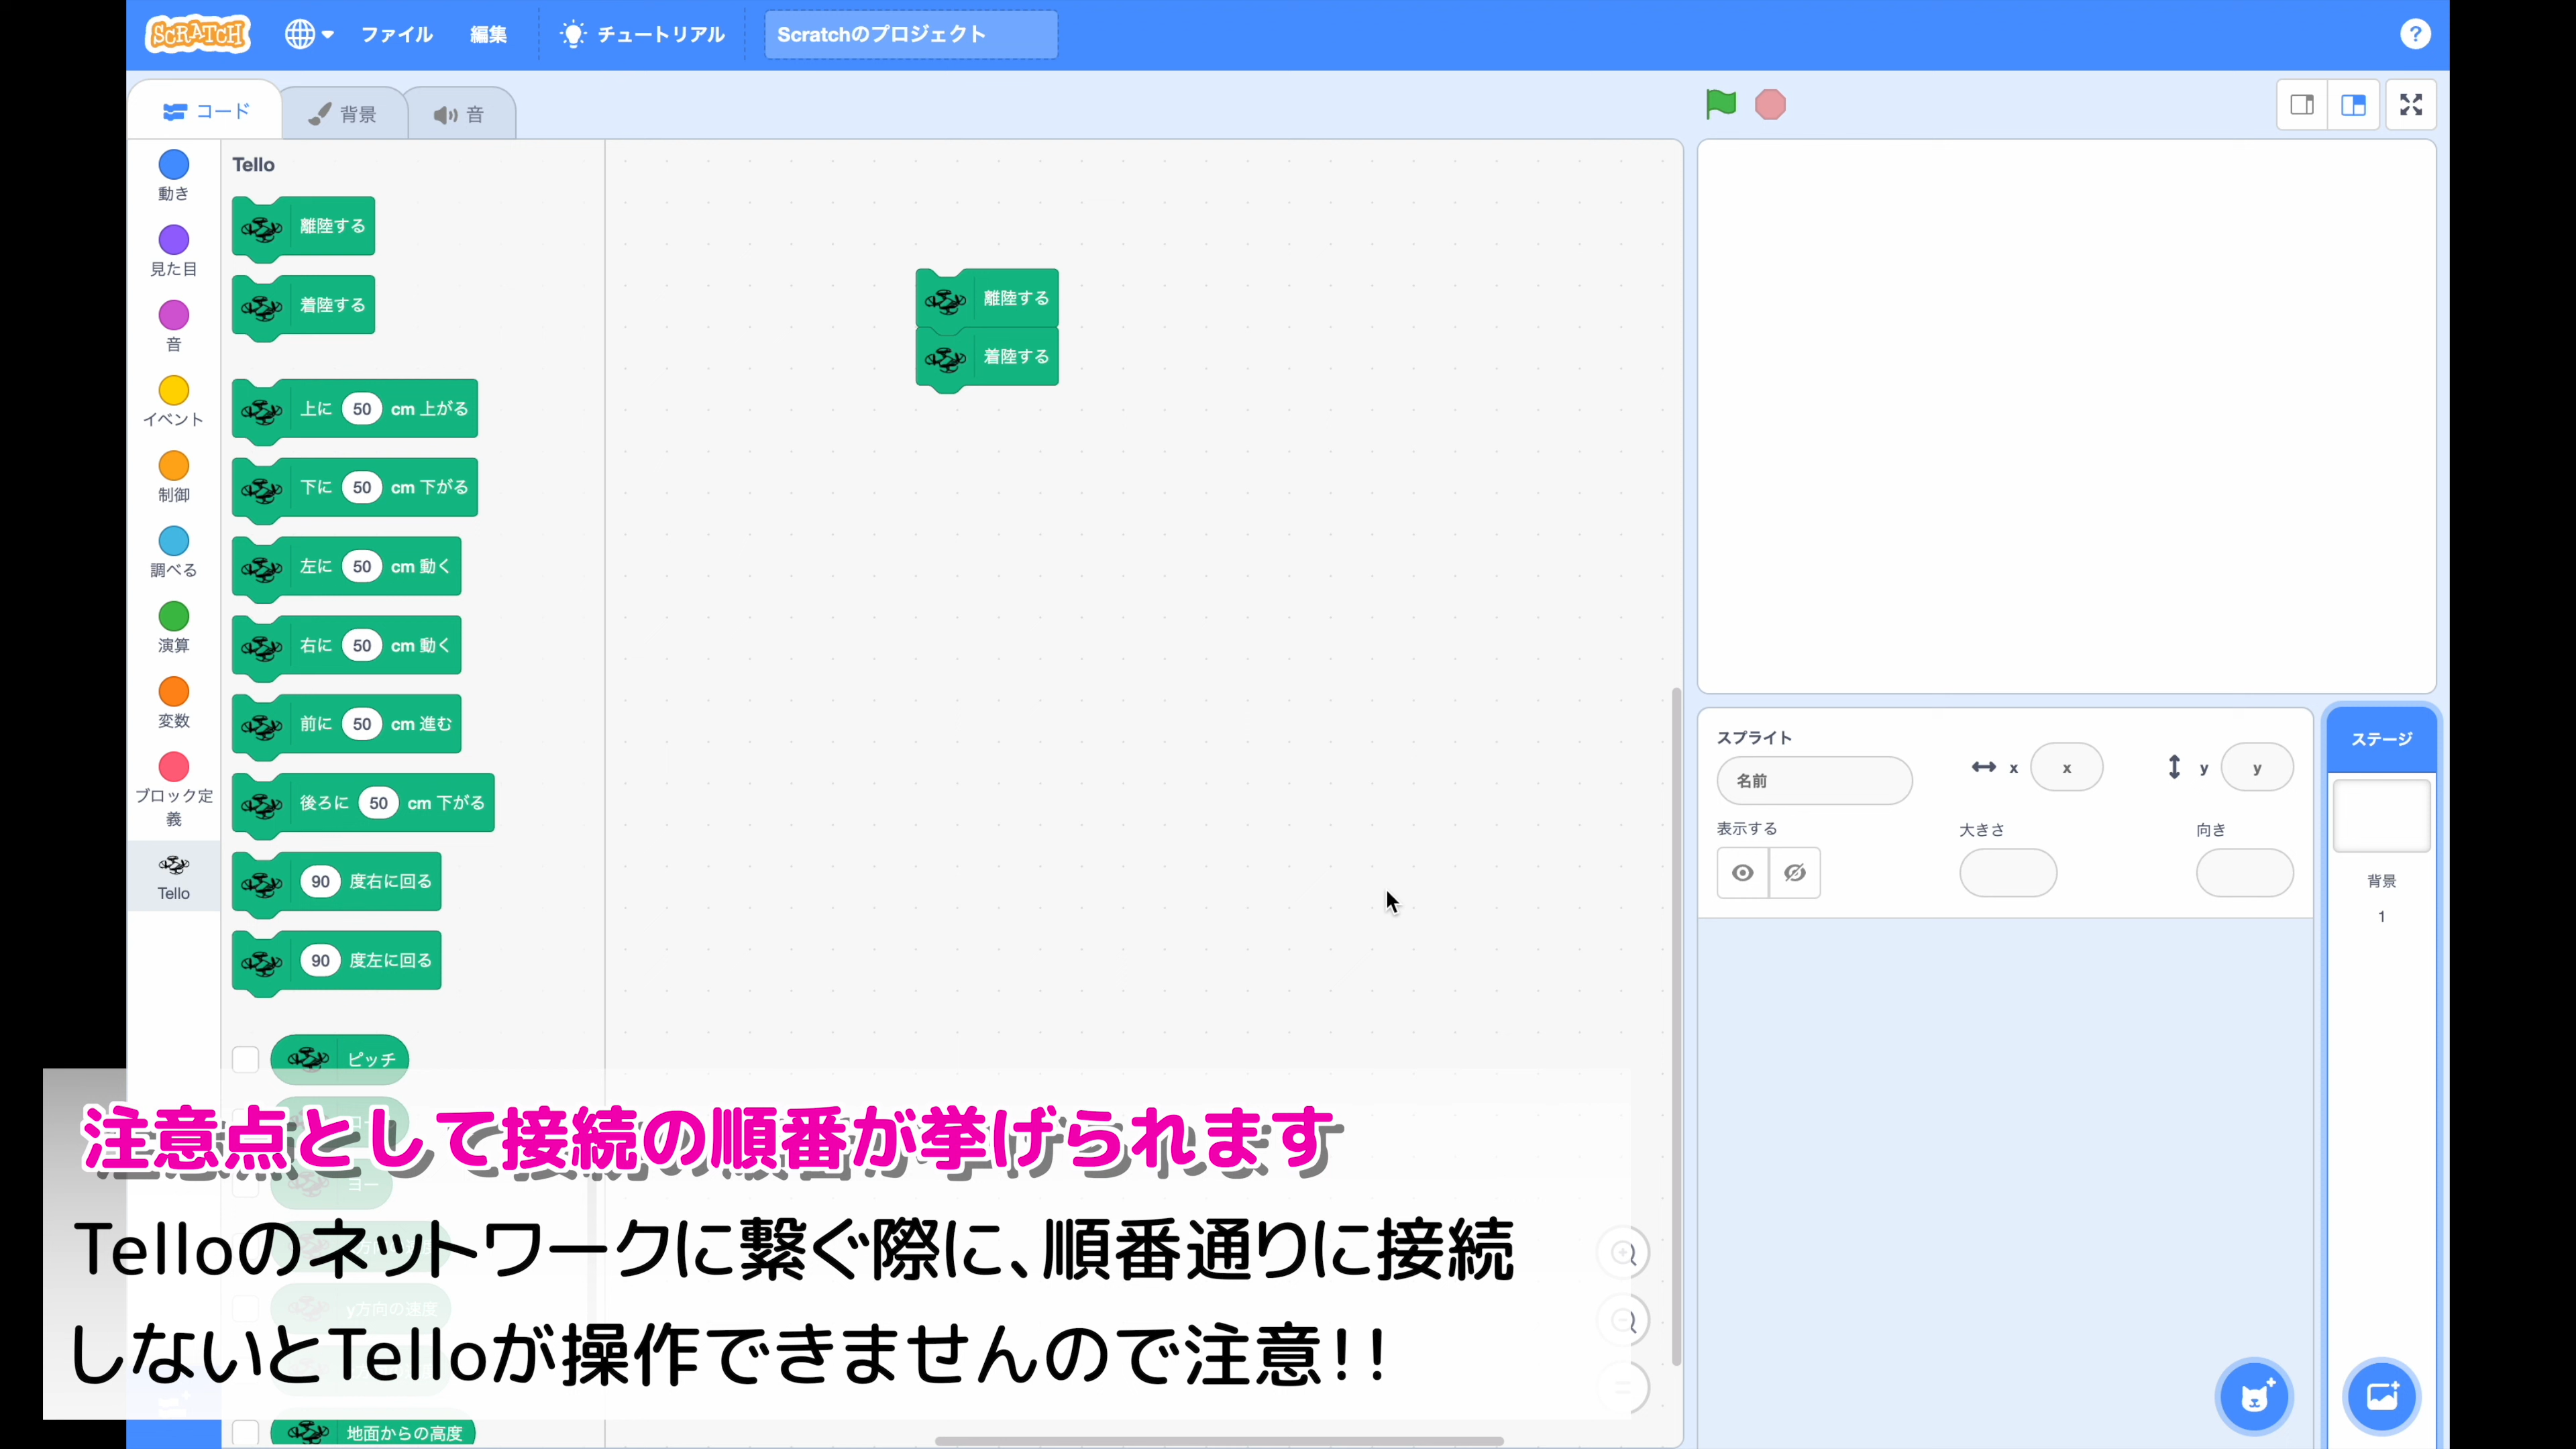 SCRATCH
ファイル
編集
チュートリアル
Scratchのプロジェクト
?
コード
背景
音
動き
見た目
音
イベント
制御
調べる
演算
変数
ブロック定
義
Tello
Tello
離陸する
着陸する
上に 50 cm 上がる
下に 50 cm 下がる
左に 50 cm 動く
右に 50 cm 動く
前に 50 cm 進む
後ろに 50 cm 下がる
90 度右に回る
90 度左に回る
ピッチ
ヨー
y方向の速度
地面からの高度
離陸する
着陸する
スプライト
名前
x x
y y
表示する
大きさ
向き
ステージ
背景
1
注意点として接続の順番が挙げられます
Telloのネットワークに繋ぐ際に、順番通りに接続
しないとTelloが操作できませんので注意!!